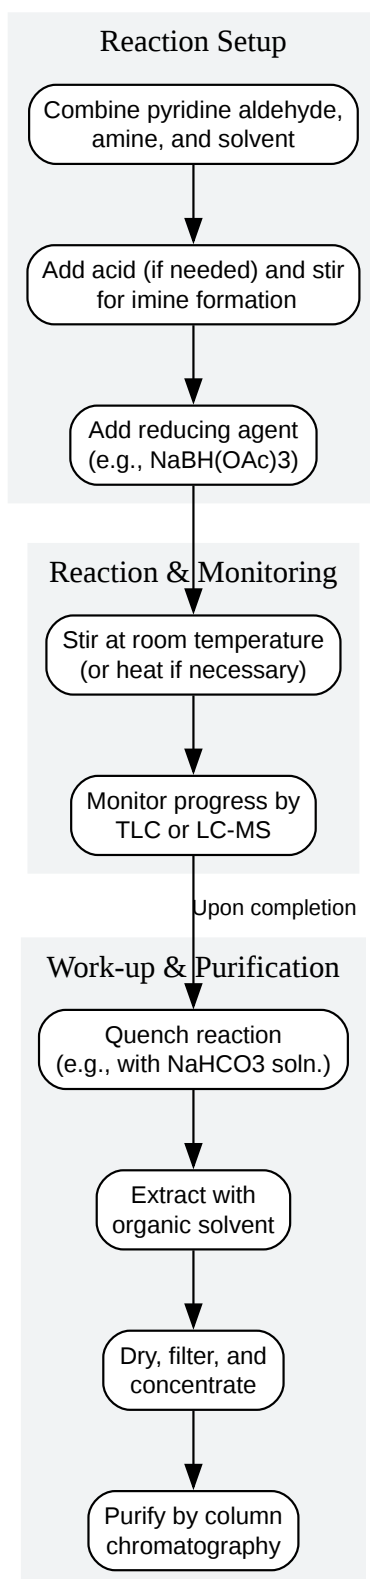 Reaction Setup
Combine pyridine aldehyde,
amine, and solvent
Add acid (if needed) and stir
for imine formation
Add reducing agent
(e.g., NaBH(OAc)3)
Reaction & Monitoring
Stir at room temperature
(or heat if necessary)
Monitor progress by
TLC or LC-MS
Upon completion
Work-up & Purification
Quench reaction
(e.g., with NaHCO3 soln.)
Extract with
organic solvent
Dry, filter, and
concentrate
Purify by column
chromatography